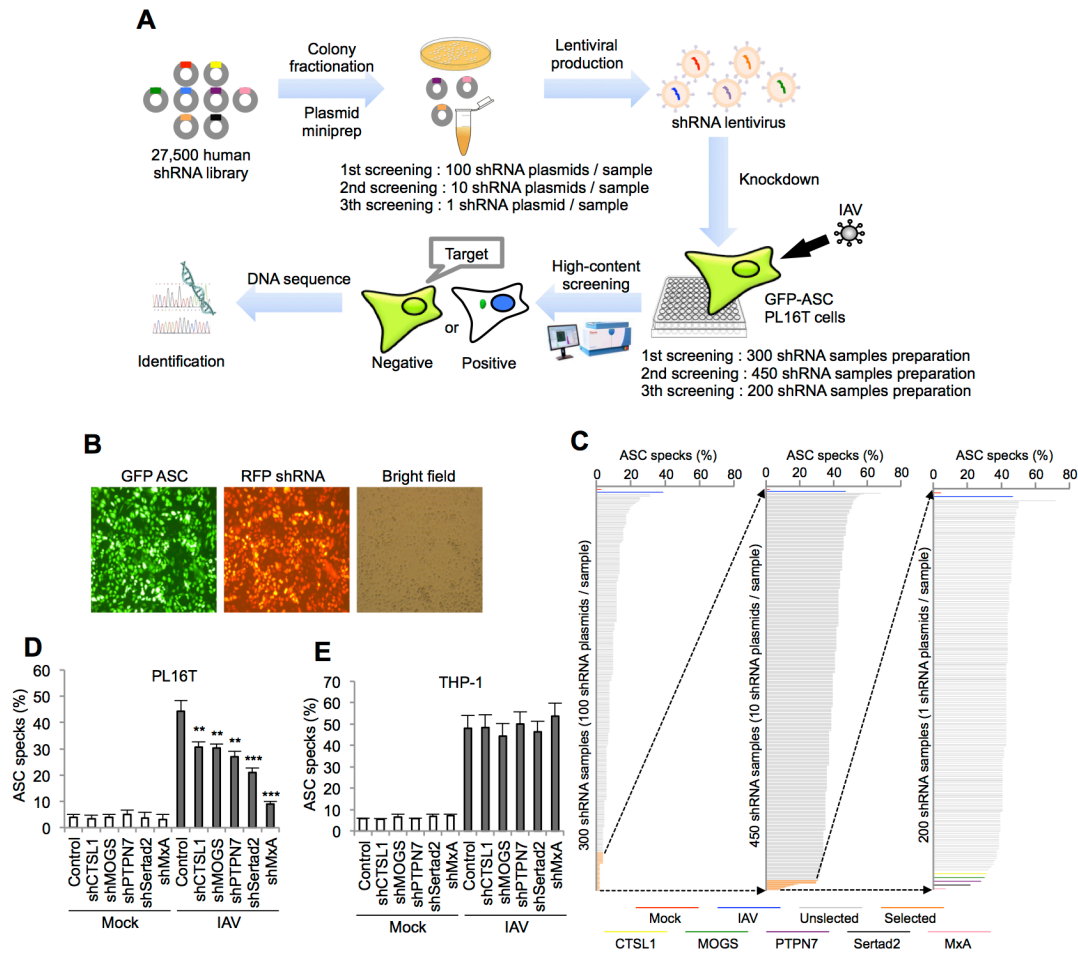 A
Colony
fractionation
Plasmid
miniprep
Lentiviral
production
27,500 human
shRNA library
1st screening : 100 shRNA plasmids / sample
2nd screening : 10 shRNA plasmids / sample
3th screening : 1 shRNA plasmid / sample
shRNA lentivirus
Knockdown
IAV
GFP-ASC
PL16T cells
1st screening : 300 shRNA samples preparation
2nd screening : 450 shRNA samples preparation
3th screening : 200 shRNA samples preparation
High-content
screening
Target
Negative
or
Positive
DNA sequence
Identification
B
GFP ASC
RFP shRNA
Bright field
C
ASC specks (%)
0 20 40 60 80
300 shRNA samples (100 shRNA plasmids / sample)
ASC specks (%)
0 20 40 60 80
450 shRNA samples (10 shRNA plasmids / sample)
ASC specks (%)
0 20 40 60 80
200 shRNA samples (1 shRNA plasmids / sample)
Mock
IAV
Unselected
Selected
CTSL1
MOGS
PTPN7
Sertad2
MxA
D
PL16T
ASC specks (%)
60
50
40
30
20
10
0
** ** ** *** ***
Control
shCTSL1
shMOGS
shPTPN7
shSertad2
shMxA
Control
shCTSL1
shMOGS
shPTPN7
shSertad2
shMxA
Mock
IAV
E
THP-1
ASC specks (%)
70
60
50
40
30
20
10
0
Control
shCTSL1
shMOGS
shPTPN7
shSertad2
shMxA
Control
shCTSL1
shMOGS
shPTPN7
shSertad2
shMxA
Mock
IAV